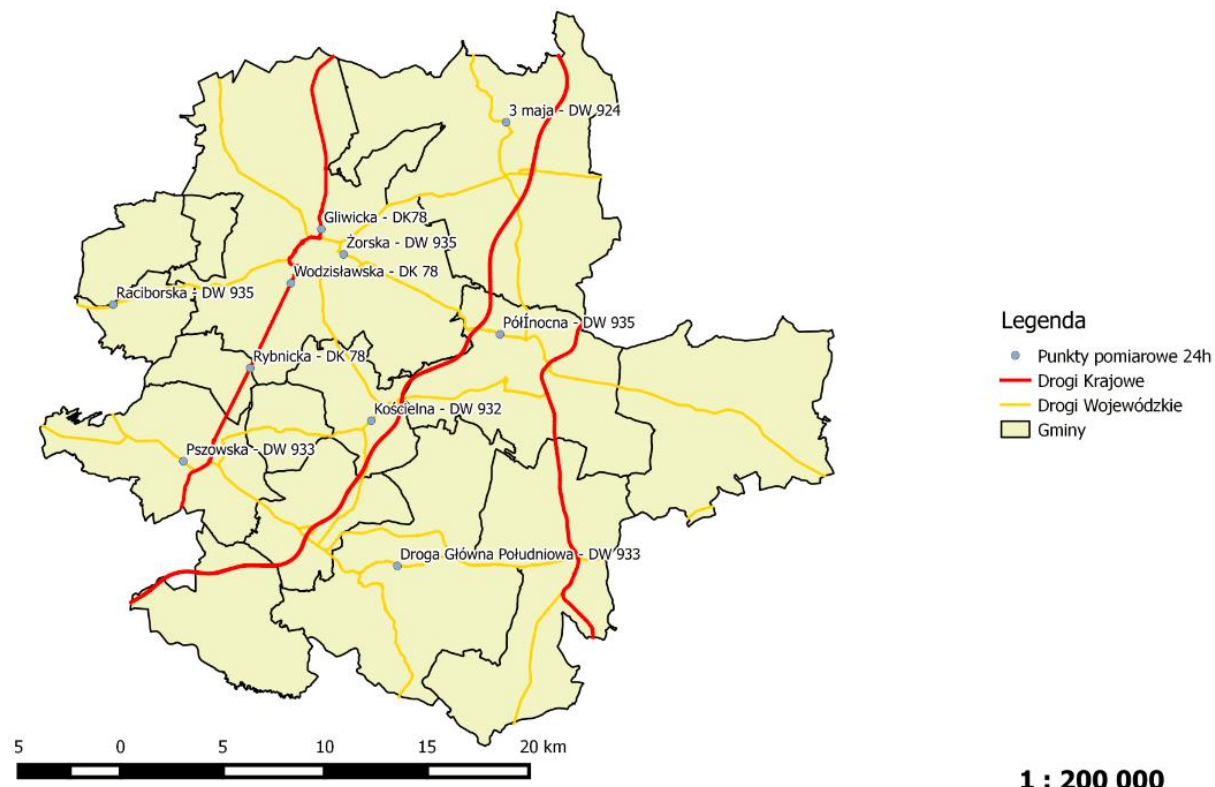 3 maja - DW 924
Gliwicka - DK78
Żorska - DW 935
Wodzisławska - DK 78
Raciborska - DW 935
PółÍnocna - DW 935
Rybnicka - DK 78
Kościelna - DW 932
Pszowska - DW 933
Droga Główna Południowa - DW 933
Legenda
Punkty pomiarowe 24h
Drogi Krajowe
Drogi Wojewódzkie
Gminy
5 0 5 10 15 20 km
1 : 200 000